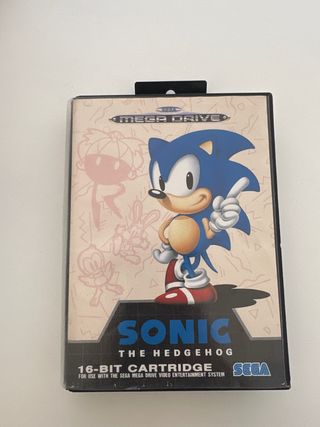 SEGA
MEGA DRIVE
SONIC
THE HEDGEHOG
16-BIT CARTRIDGE
FOR USE WITH THE SEGA MEGA DRIVE VIDEO ENTERTAINMENT SYSTEM
SEGA